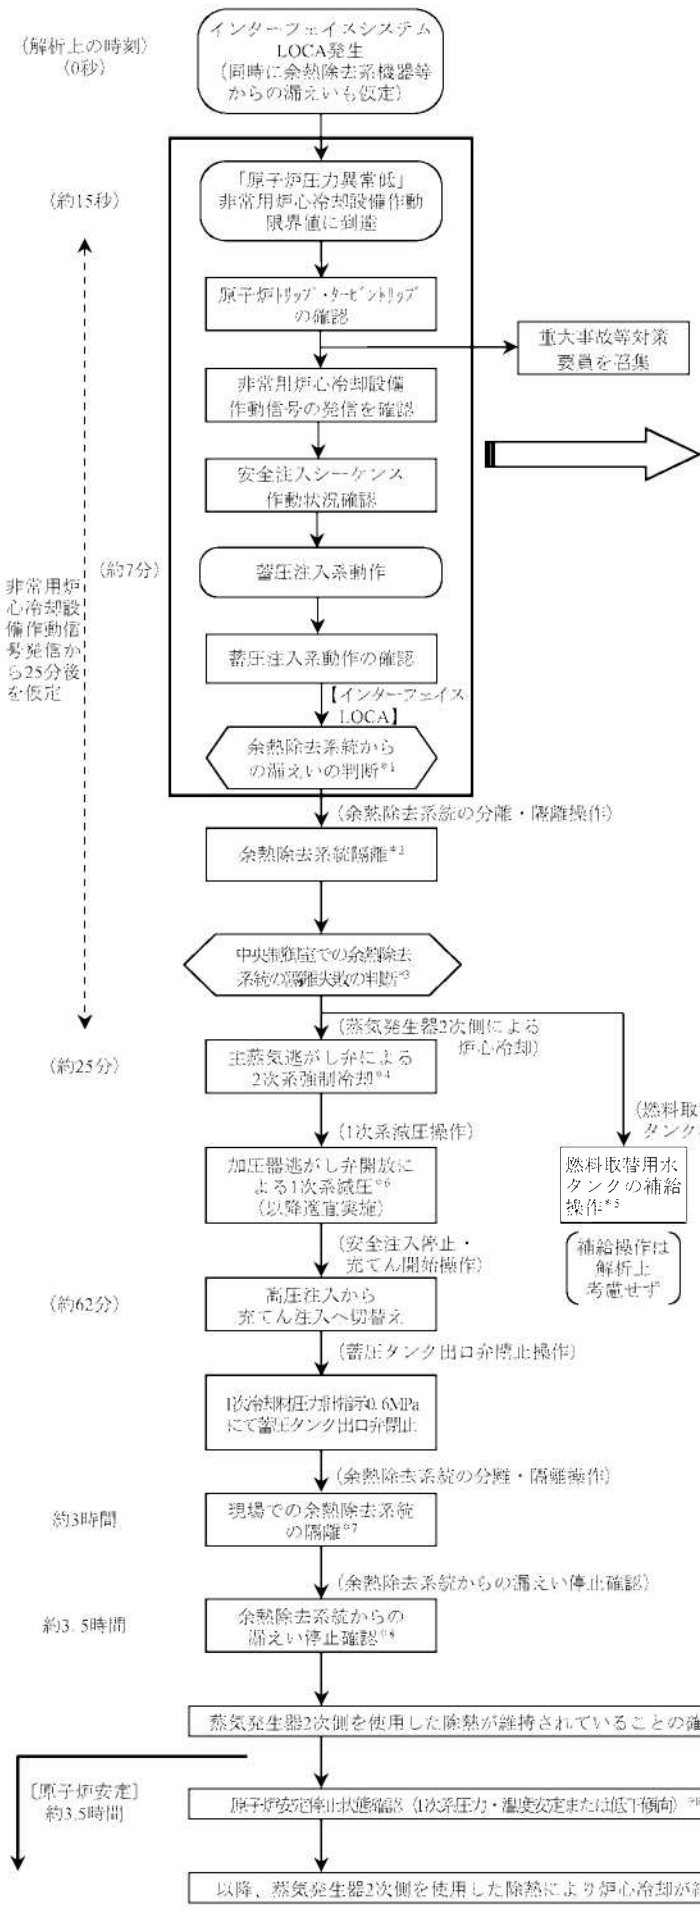 (解析上の時刻)
(0秒)
インターフェイスシステム
LOCA発生
(同時に余熱除去系機器等
からの漏えいも仮定)
(約15秒)
「原子炉圧力異常低」
非常用炉心冷却設備作動
限界値に到達
原子炉トリップ・タービントリップ
の確認
重大事故等対策
要員を召集
非常用炉心冷却設備
作動信号の発信を確認
安全注入シーケンス
作動状況確認
(約7分)
非常用炉
心冷却設
備作動信
号発信か
ら25分後
を仮定
蓄圧注入系動作
蓄圧注入系動作の確認
【インターフェイス
LOCA】
余熱除去系統から
の漏えいの判断*1
(余熱除去系統の分離・隔離操作)
余熱除去系統隔離*2
中央制御室での余熱除去
系統の隔離失敗の判断*3
(蒸気発生器2次側による
炉心冷却)
(約25分)
主蒸気逃がし弁による
2次系強制冷却*4
(燃料取
タンク
(1次系減圧操作)
加圧器逃がし弁開放に
よる1次系減圧*6
(以降適宜実施)
燃料取替用水
タンクの補給
操作*5
補給操作は
解析上
考慮せず
(安全注入停止・
充てん開始操作)
(約62分)
高圧注入から
充てん注入へ切替え
(蓄圧タンク出口弁閉止操作)
1次冷却材圧力計指示0.6MPa
にて蓄圧タンク出口弁閉止
(余熱除去系統の分離・隔離操作)
約3時間
現場での余熱除去系統
の隔離*7
(余熱除去系統からの漏えい停止確認)
約3.5時間
余熱除去系統からの
漏えい停止確認*8
蒸気発生器2次側を使用した除熱が維持されていることの確
[原子炉安定]
約3.5時間
原子炉安定停止状態確認(1次系圧力・温度安定または低下傾向)
以降、蒸気発生器2次側を使用した除熱により炉心冷却が